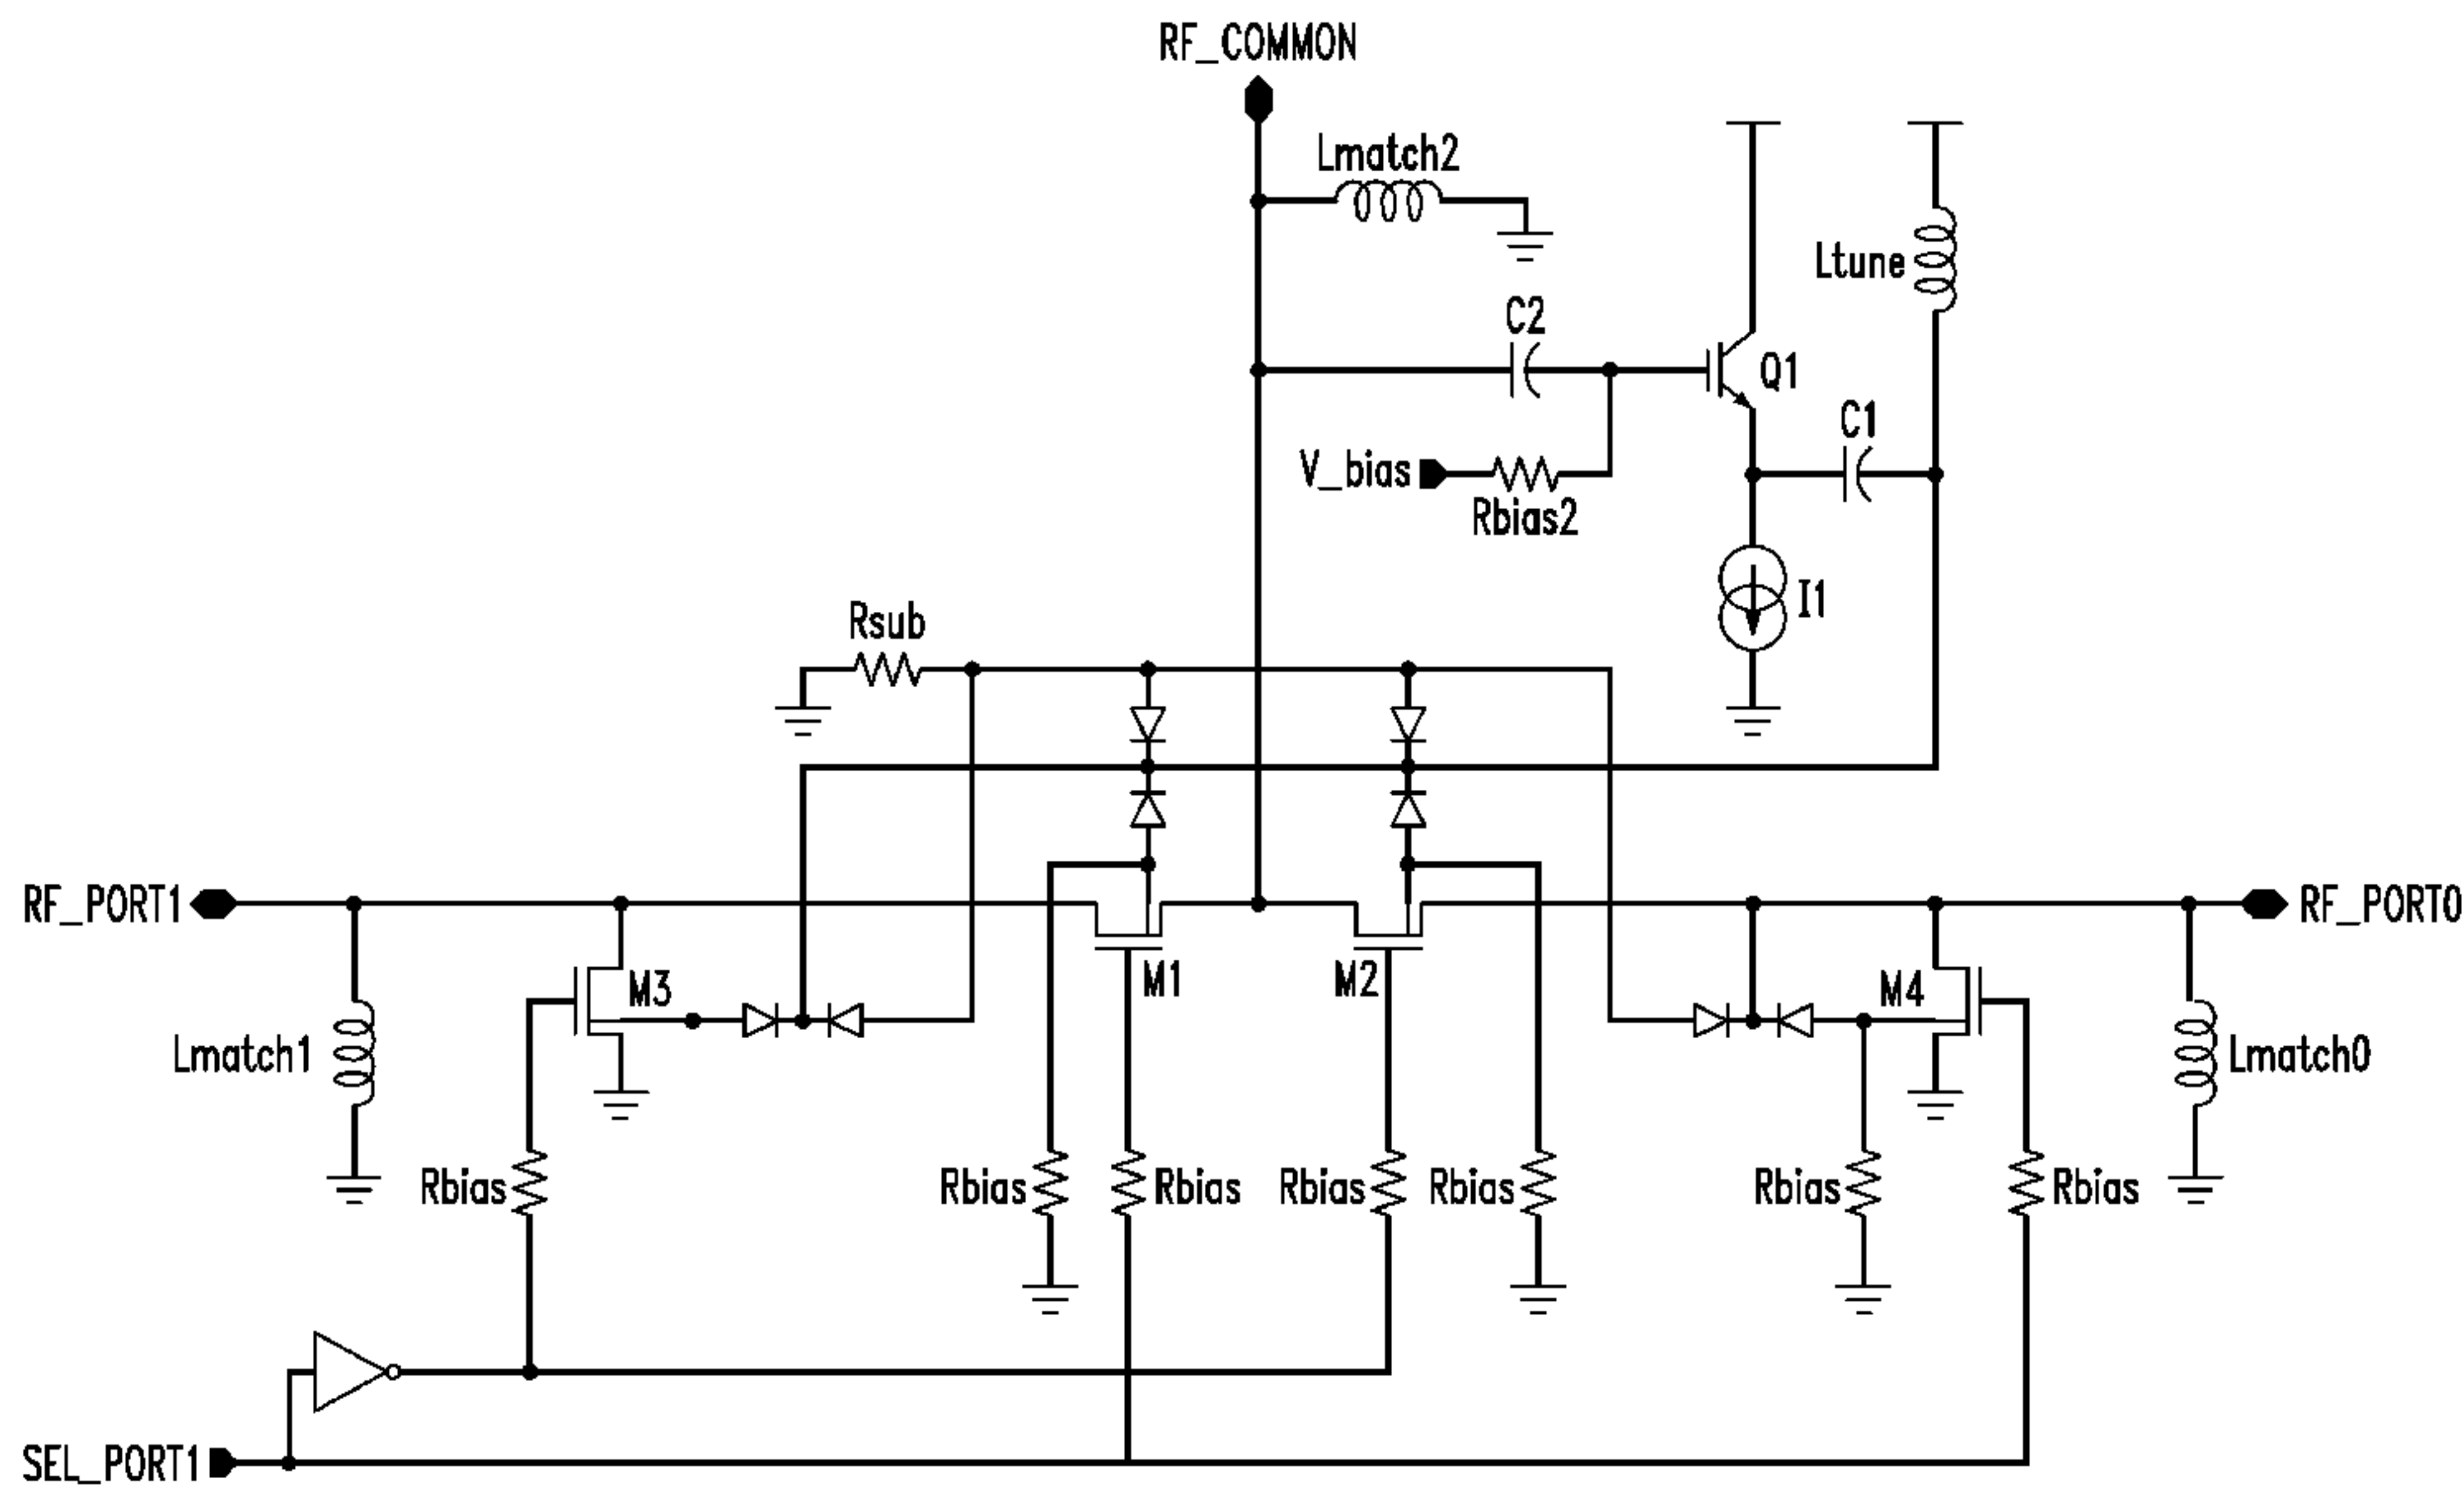 RF_COMMON
Lmatch2
Ltune
C2
Q1
C1
V_bias
Rbias2
I1
Rsub
RF_PORT1
RF_PORT0
M3
M1
M2
M4
Lmatch1
Lmatch0
Rbias
Rbias
Rbias
Rbias
Rbias
Rbias
Rbias
SEL_PORT1